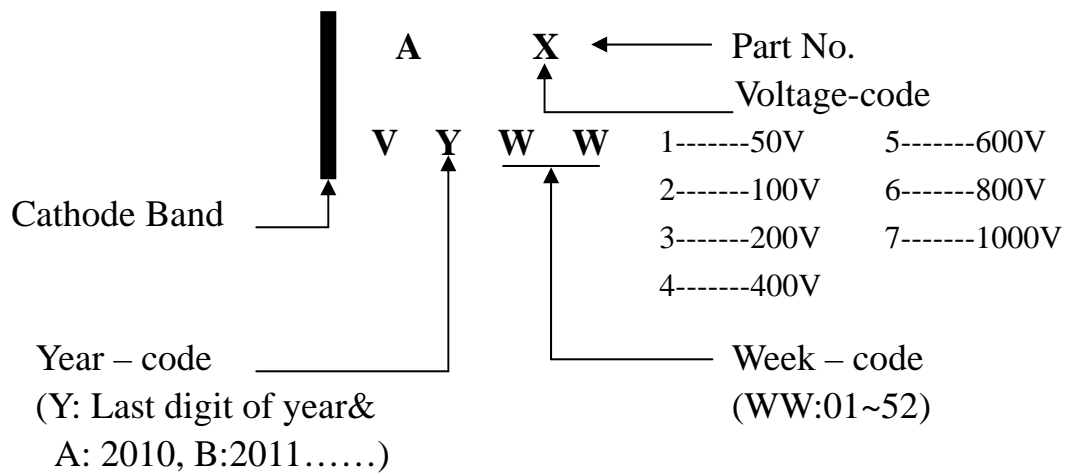 A X Part No.
Voltage-code
V Y W W 1-------50V 5-------600V
2-------100V 6-------800V
Cathode Band
3-------200V 7-------1000V
4-------400V
Year – code Week – code
(Y: Last digit of year& (WW:01~52)
A: 2010, B:2011……)